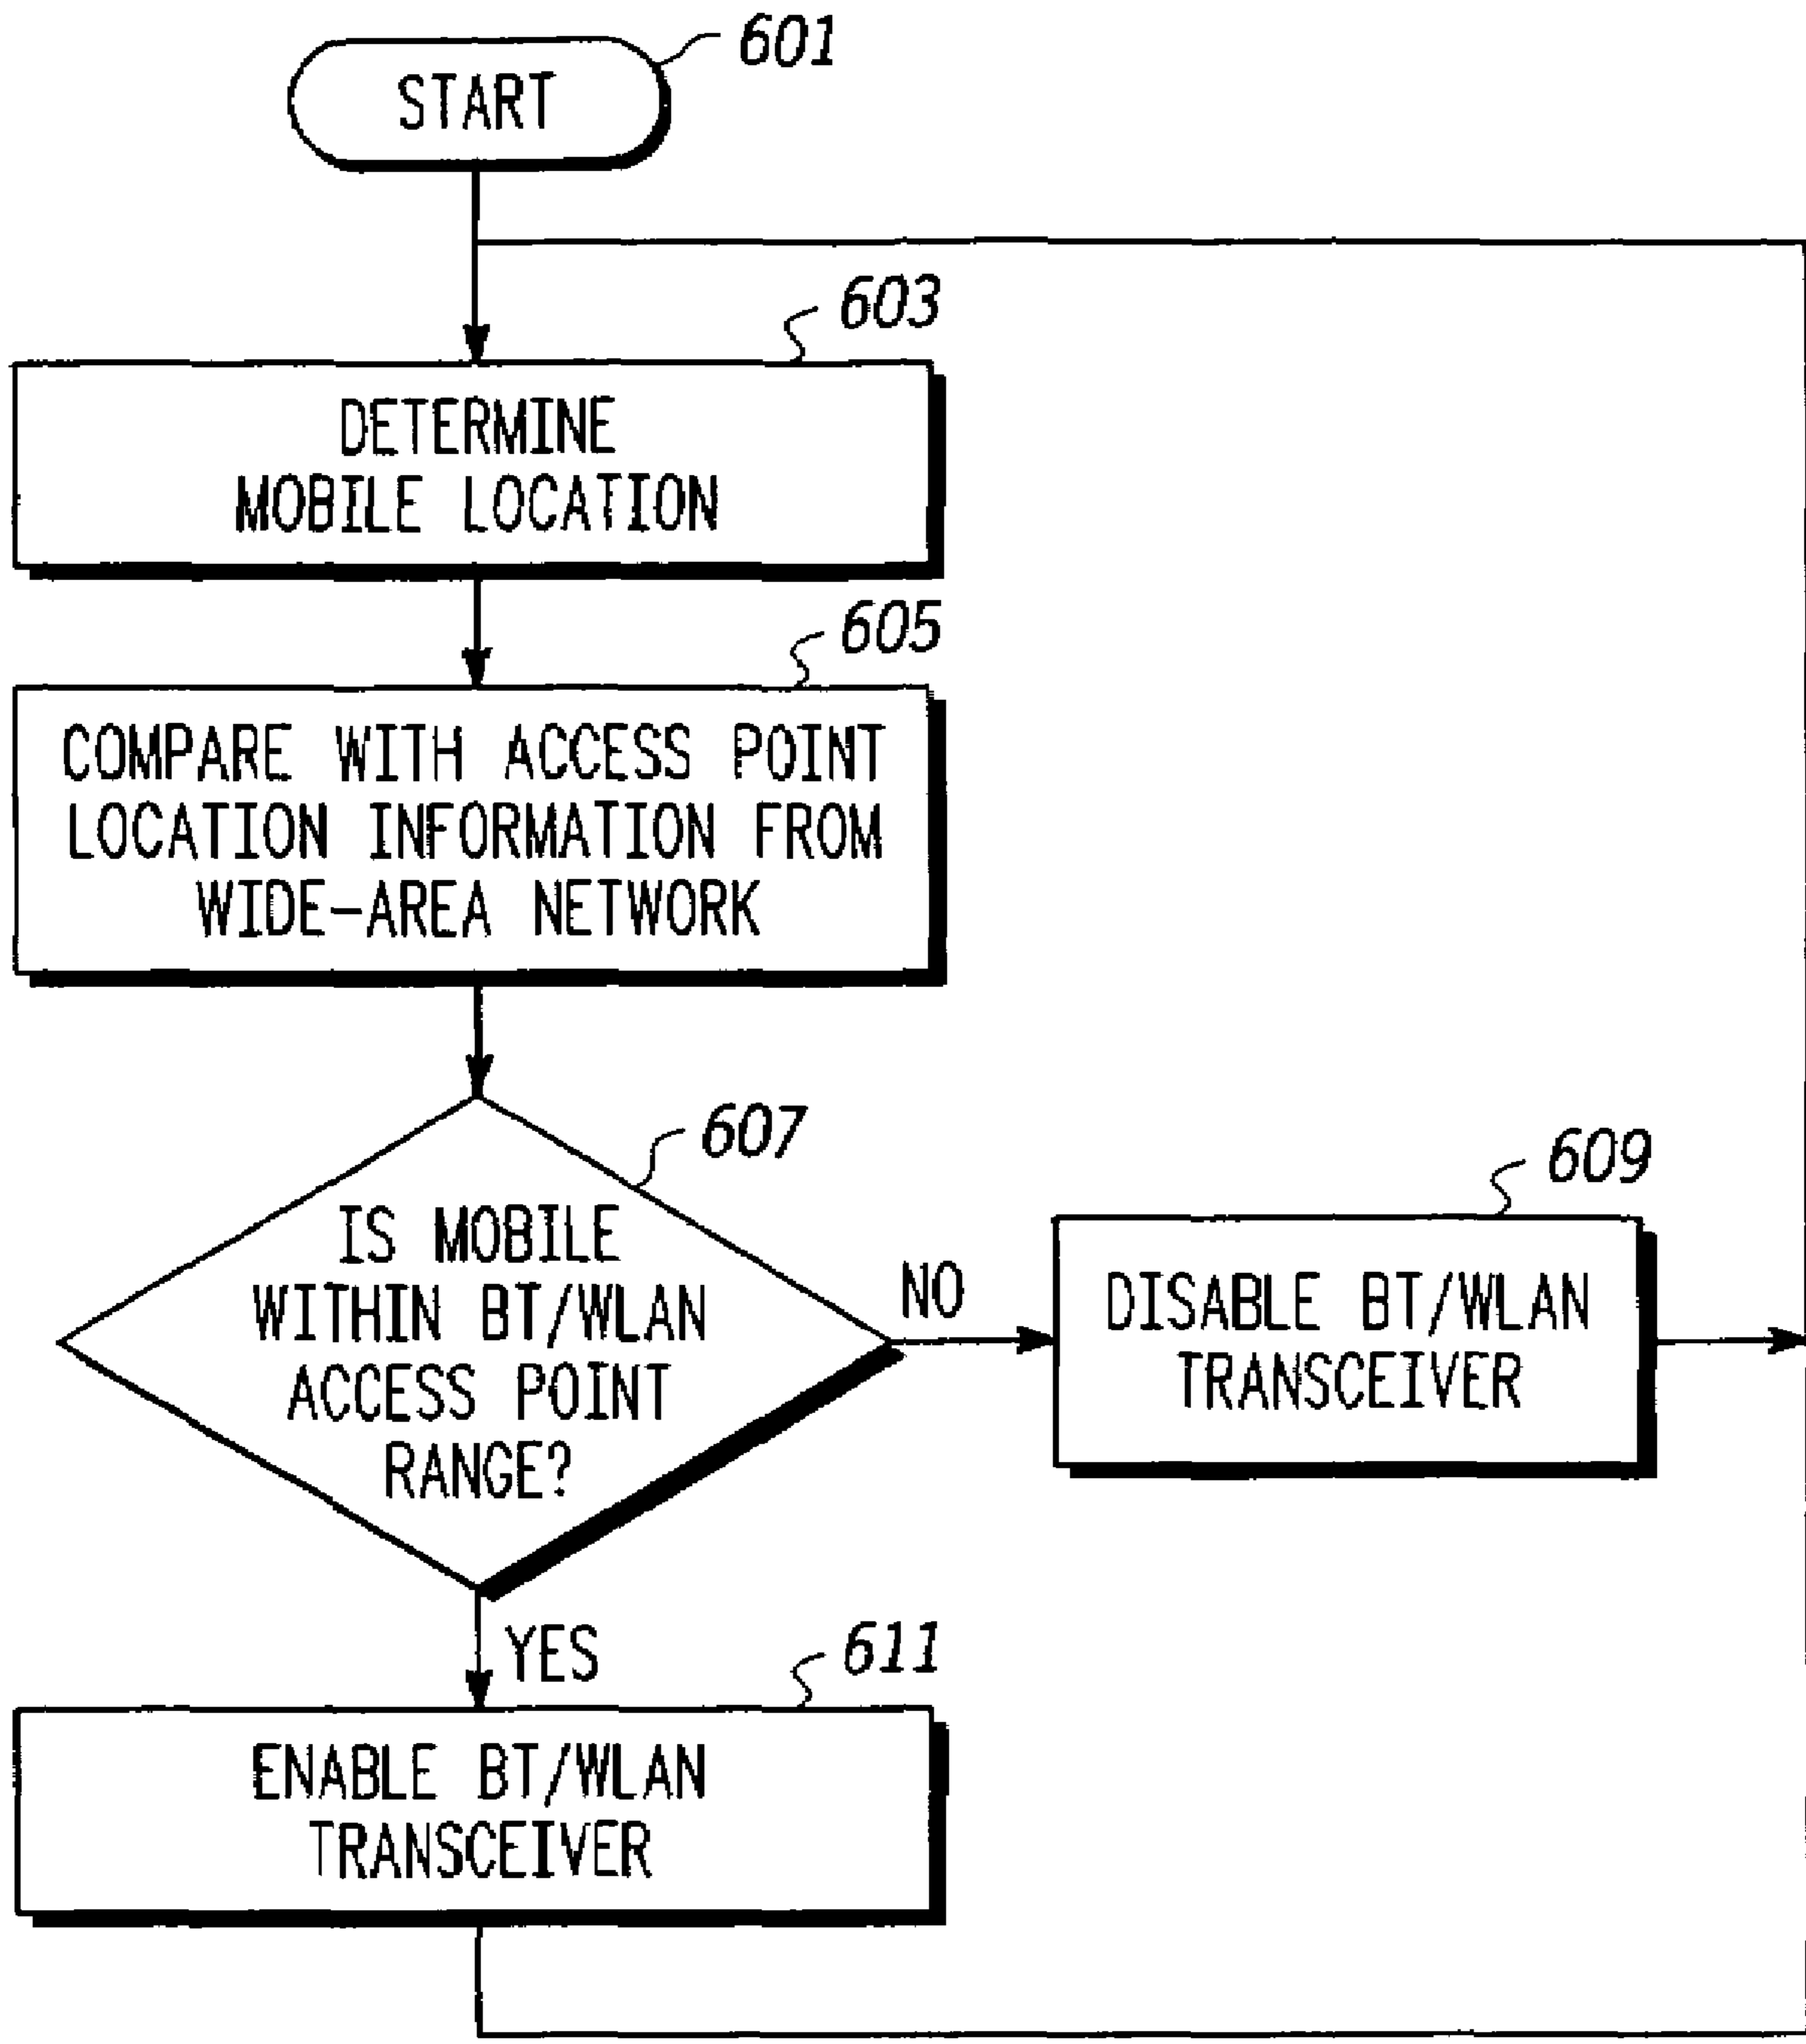 601
START
603
DETERMINE
MOBILE LOCATION
605
COMPARE WITH ACCESS POINT
LOCATION INFORMATION FROM
WIDE-AREA NETWORK
607
IS MOBILE
WITHIN BT/WLAN
ACCESS POINT
RANGE?
NO
609
DISABLE BT/WLAN
TRANSCEIVER
YES
611
ENABLE BT/WLAN
TRANSCEIVER